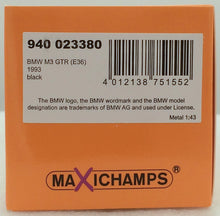 940 023380
BMW M3 GTR (E36)
1993
black
4 012138 751552
The BMW logo, the BMW wordmark and the BMW model
designation are trademarks of BMW AG and used under License.
Metal 1:43
MAXICHAMPS®